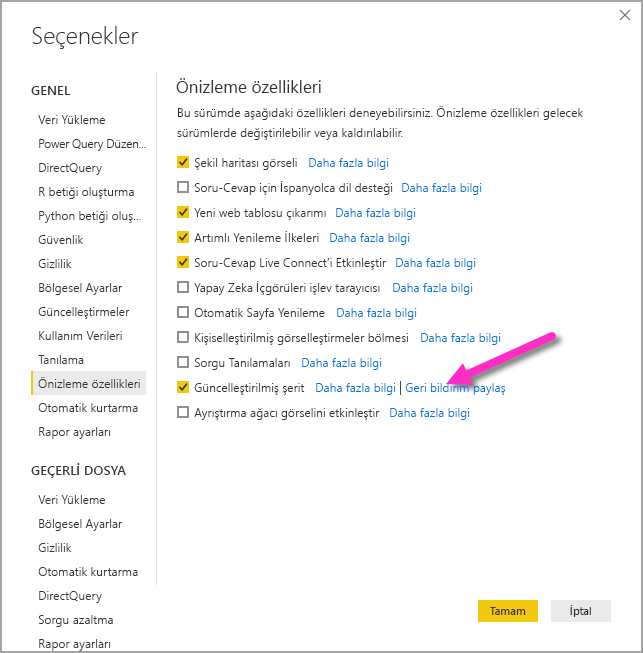 Seçenekler
GENEL
Veri Yükleme
Power Query Düzen...
DirectQuery
R betiği oluşturma
Python betiği oluş...
Güvenlik
Gizlilik
Bölgesel Ayarlar
Güncelleştirmeler
Kullanım Verileri
Tanılama
Önizleme özellikleri
Otomatik kurtarma
Rapor ayarları
GEÇERLİ DOSYA
Veri Yükleme
Bölgesel Ayarlar
Gizlilik
Otomatik kurtarma
DirectQuery
Sorgu azaltma
Rapor ayarları
Önizleme özellikleri
Bu sürümde aşağıdaki özellikleri deneyebilirsiniz. Önizleme özellikleri gelecek
sürümlerde değiştirilebilir veya kaldırılabilir.
Şekil haritası görseli Daha fazla bilgi
Soru-Cevap için İspanyolca dil desteği Daha fazla bilgi
Yeni web tablosu çıkarımı Daha fazla bilgi
Artımlı Yenileme İlkeleri Daha fazla bilgi
Soru-Cevap Live Connect'i Etkinleştir Daha fazla bilgi
Yapay Zeka İçgörüleri işlev tarayıcısı Daha fazla bilgi
Otomatik Sayfa Yenileme Daha fazla bilgi
Kişiselleştirilmiş görselleştirmeler bölmesi Daha fazla bilgi
Sorgu Tanılamaları Daha fazla bilgi
Güncelleştirilmiş şerit Daha fazla bilgi | Geri bildirim paylaş
Ayrıştırma ağacı görselini etkinleştir Daha fazla bilgi
Tamam
İptal